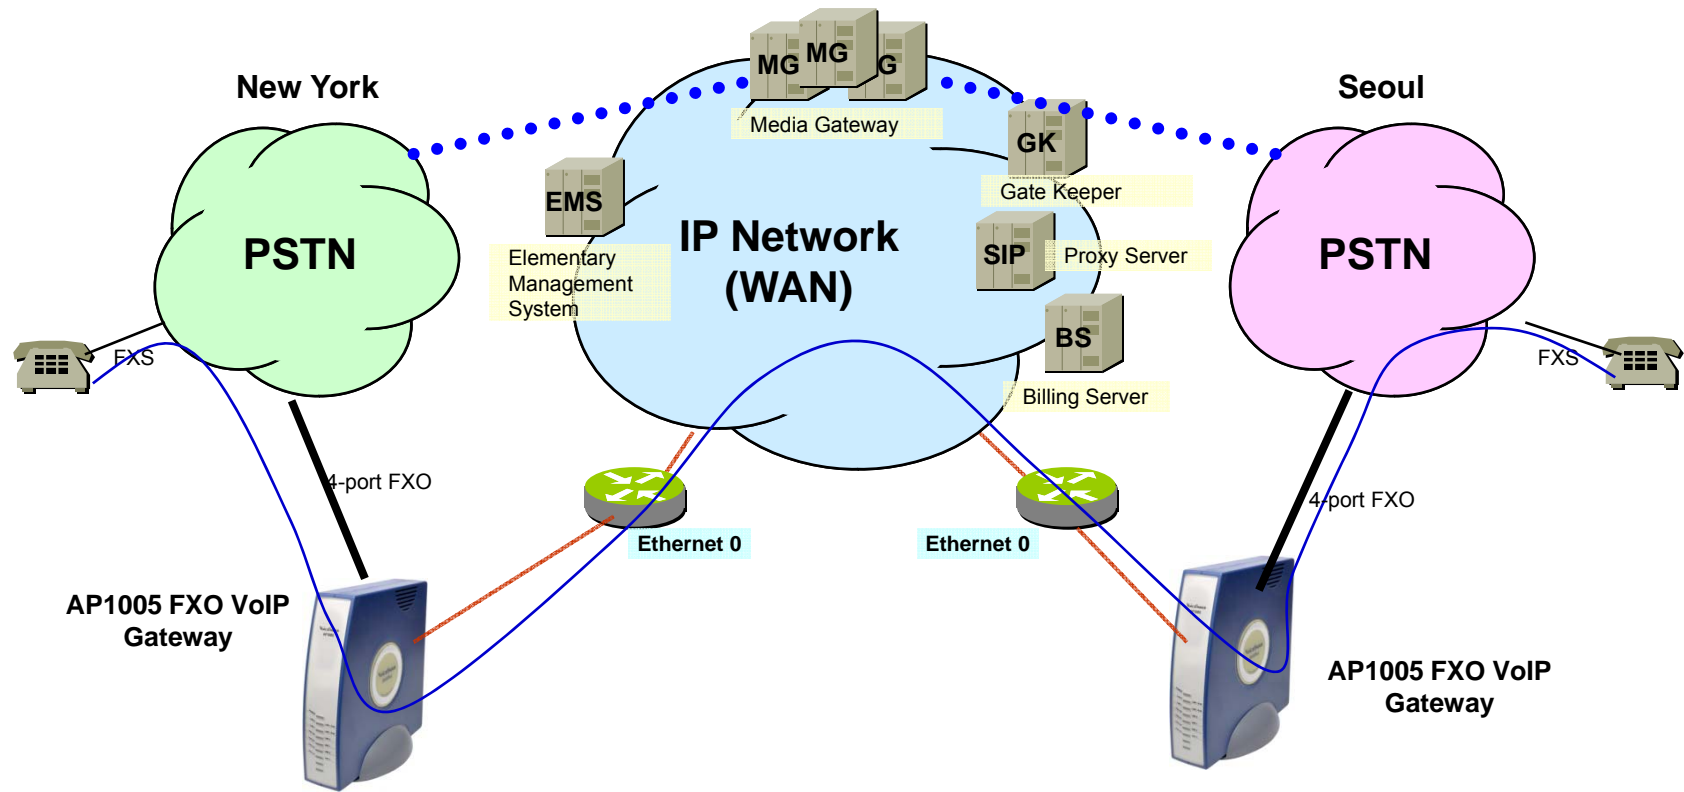 New York
MG
MG
G
Seoul
Media Gateway
GK
Gate Keeper
EMS
Elementary
Management
System
PSTN
IP Network
(WAN)
SIP
Proxy Server
PSTN
BS
Billing Server
FXS
FXS
4-port FXO
4-port FXO
Ethernet 0
Ethernet 0
AP1005 FXO VoIP
Gateway
AP1005 FXO VoIP
Gateway